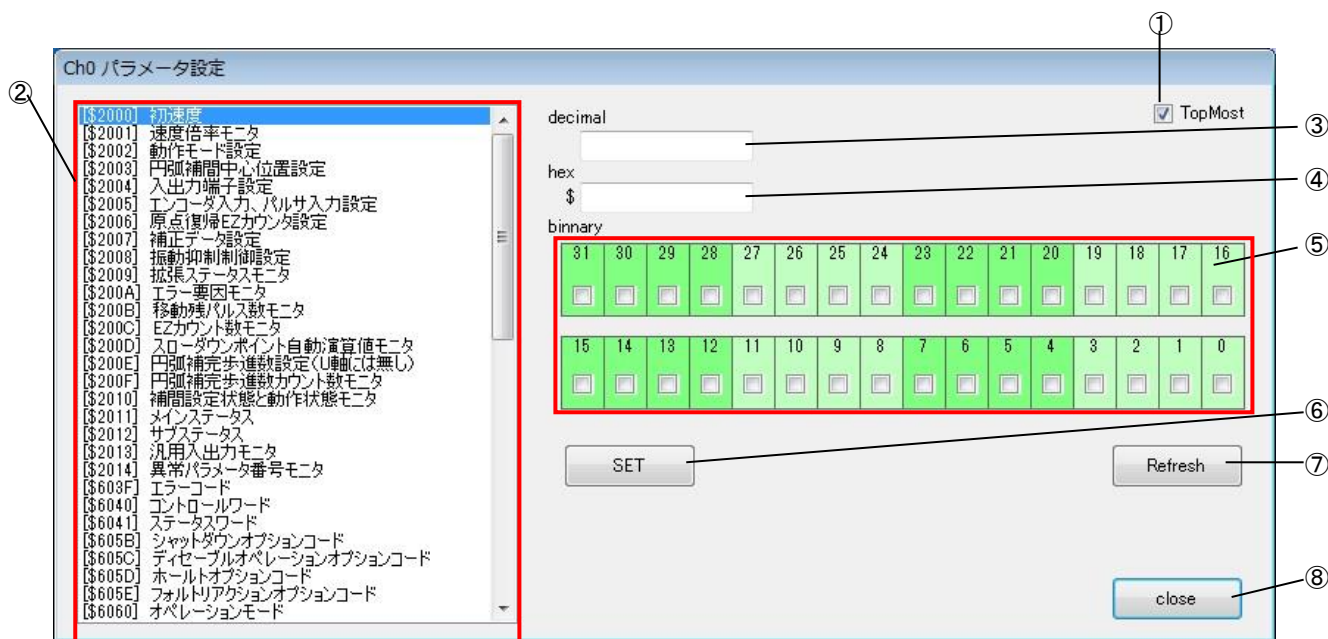 ①
Ch0 パラメータ設定
②
[$2000] 初速度
[$2001] 速度倍率モニタ
[$2002] 動作モード設定
[$2003] 円弧補間中心位置設定
[$2004] 入出力端子設定
[$2005] エンコーダ入力、パルサ入力設定
[$2006] 原点復帰EZカウンタ設定
[$2007] 補正データ設定
[$2008] 振動抑制制御設定
[$2009] 拡張ステータスモニタ
[$200A] エラー要因モニタ
[$200B] 移動残パルス数モニタ
[$200C] EZカウント数モニタ
[$200D] スローダウンポイント自動演算値モニタ
[$200E] 円弧補完歩進数設定(U軸には無し)
[$200F] 円弧補完歩進数カウント数モニタ
[$2010] 補間設定状態と動作状態モニタ
[$2011] メインステータス
[$2012] サブステータス
[$2013] 汎用入出力モニタ
[$2014] 異常パラメータ番号モニタ
[$603F] エラーコード
[$6040] コントロールワード
[$6041] ステータスワード
[$605B] シャットダウンオプションコード
[$605C] ディセーブルオペレーションオプションコード
[$605D] ホールトオプションコード
[$605E] フォルトリアクションオプションコード
[$6060] オペレーションモード
TopMost
decimal
③
hex
$
④
binnary
31 30 29 28 27 26 25 24 23 22 21 20 19 18 17 16
⑤
15 14 13 12 11 10 9 8 7 6 5 4 3 2 1 0
⑥
SET
Refresh
⑦
close
⑧